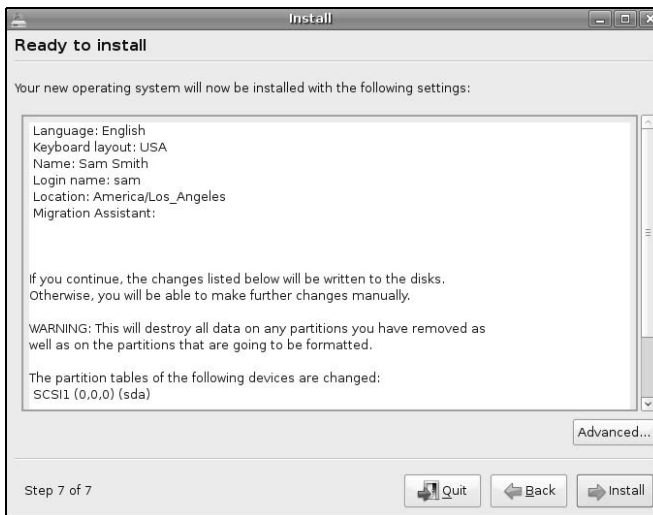 Install
Ready to install
Your new operating system will now be installed with the following settings:
Language: English
Keyboard layout: USA
Name: Sam Smith
Login name: sam
Location: America/Los_Angeles
Migration Assistant:
If you continue, the changes listed below will be written to the disks.
Otherwise, you will be able to make further changes manually.
WARNING: This will destroy all data on any partitions you have removed as
well as on the partitions that are going to be formatted.
The partition tables of the following devices are changed:
SCSI1 (0,0,0) (sda)
Advanced...
Step 7 of 7
Quit
Back
Install